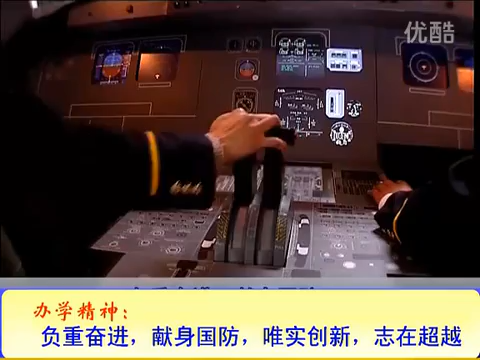 优酷
办学精神：
负重奋进，献身国防，唯实创新，志在超越